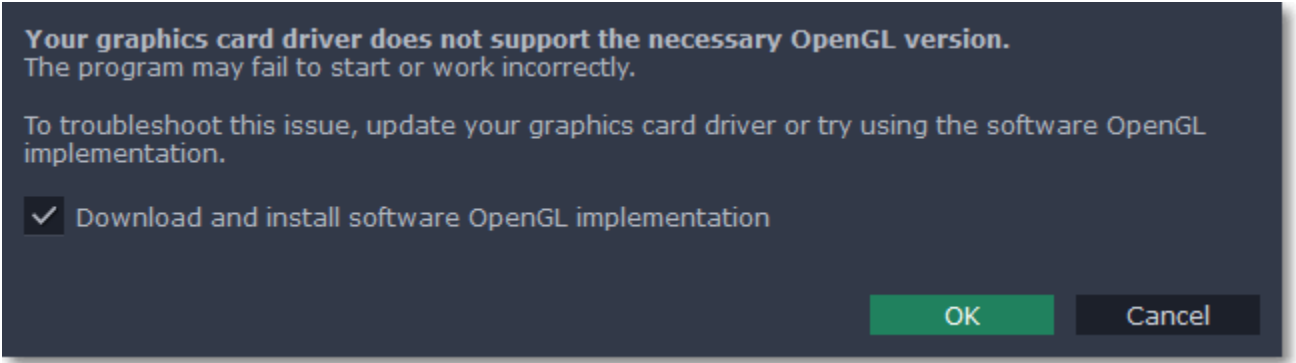 Your graphics card driver does not support the necessary OpenGL version.
The program may fail to start or work incorrectly.
To troubleshoot this issue, update your graphics card driver or try using the software OpenGL
implementation.
Download and install software OpenGL implementation
OK Cancel